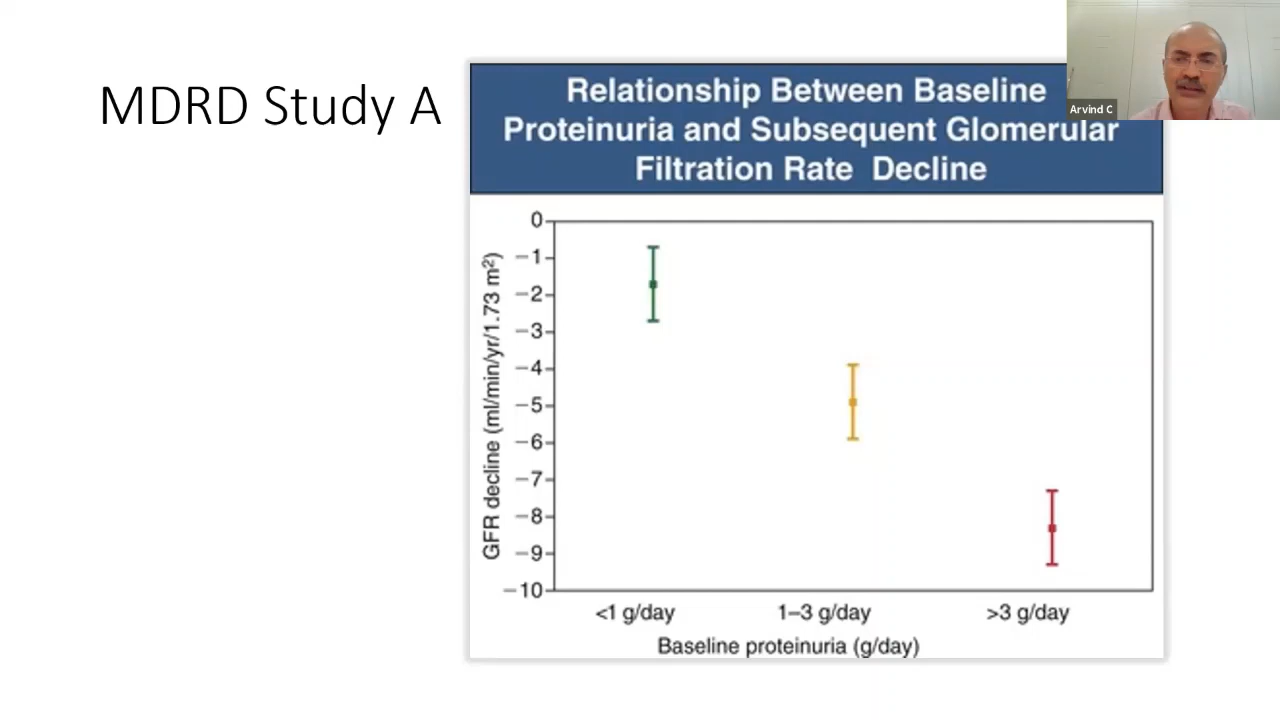 MDRD Study A
Relationship Between Baseline
Proteinuria and Subsequent Glomerular
Filtration Rate Decline
Arvind C
GFR decline (ml/min/yr/1.73 m²)
0
−1
−2
−3
−4
−5
−6
−7
−8
−9
−10
<1 g/day 1–3 g/day >3 g/day
Baseline proteinuria (g/day)